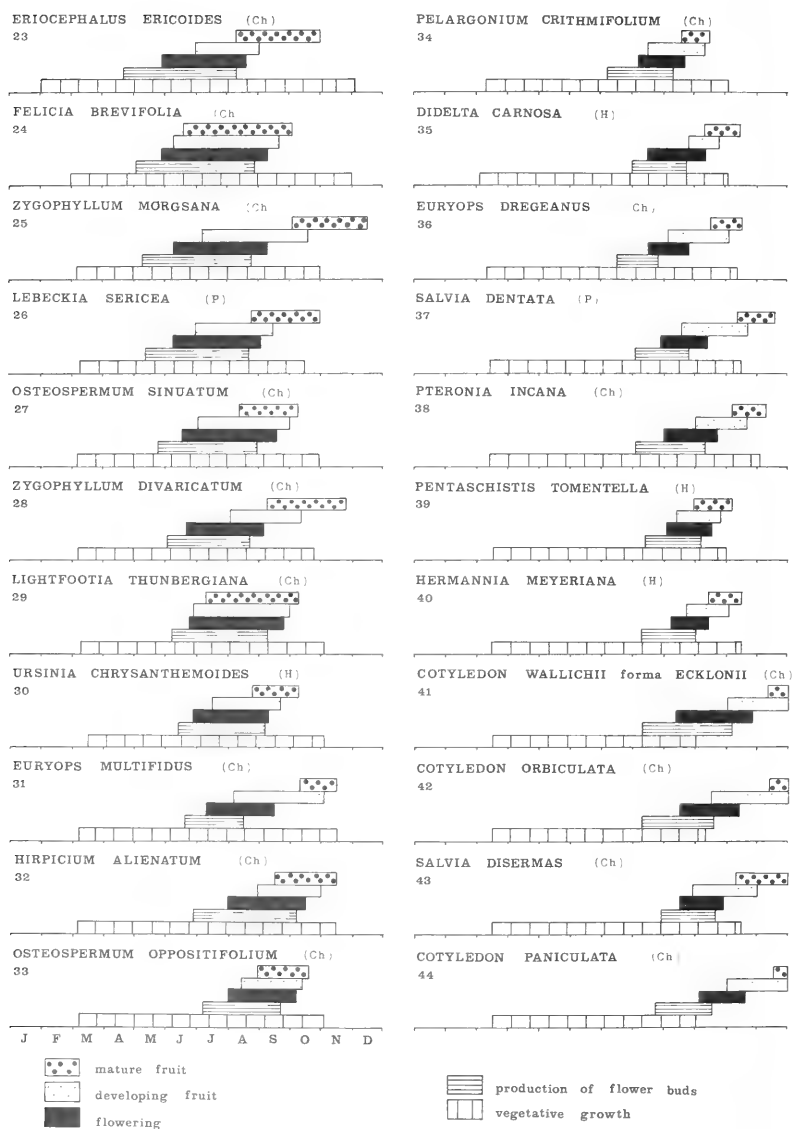 ERIOCEPHALUS ERICOIDES (Ch)
23
FELICIA BREVIFOLIA (Ch
24
ZYGOPHYLLUM MORGSANA (Ch
25
LEBECKIA SERICEA (P)
26
OSTEOSPERMUM SINUATUM (Ch)
27
ZYGOPHYLLUM DIVARICATUM (Ch)
28
LIGHTFOOTIA THUNBERGIANA (Ch)
29
URSINIA CHRYSANTHEMOIDES (H)
30
EURYOPS MULTIFIDUS (Ch)
31
HIRPICIUM ALIENATUM (Ch)
32
OSTEOSPERMUM OPPOSITIFOLIUM (Ch)
33
J F M A M J J A S O N D
mature fruit
developing fruit
flowering
PELARGONIUM CRITHMIFOLIUM (Ch)
34
DIDELTA CARNOSA (H)
35
EURYOPS DREGEANUS Ch)
36
SALVIA DENTATA (P)
37
PTERONIA INCANA (Ch)
38
PENTASCHISTIS TOMENTELLA (H)
39
HERMANNIA MEYERIANA (H)
40
COTYLEDON WALLICHII forma ECKLONII (Ch)
41
COTYLEDON ORBICULATA (Ch)
42
SALVIA DISERMAS (Ch)
43
COTYLEDON PANICULATA (Ch
44
production of flower buds
vegetative growth